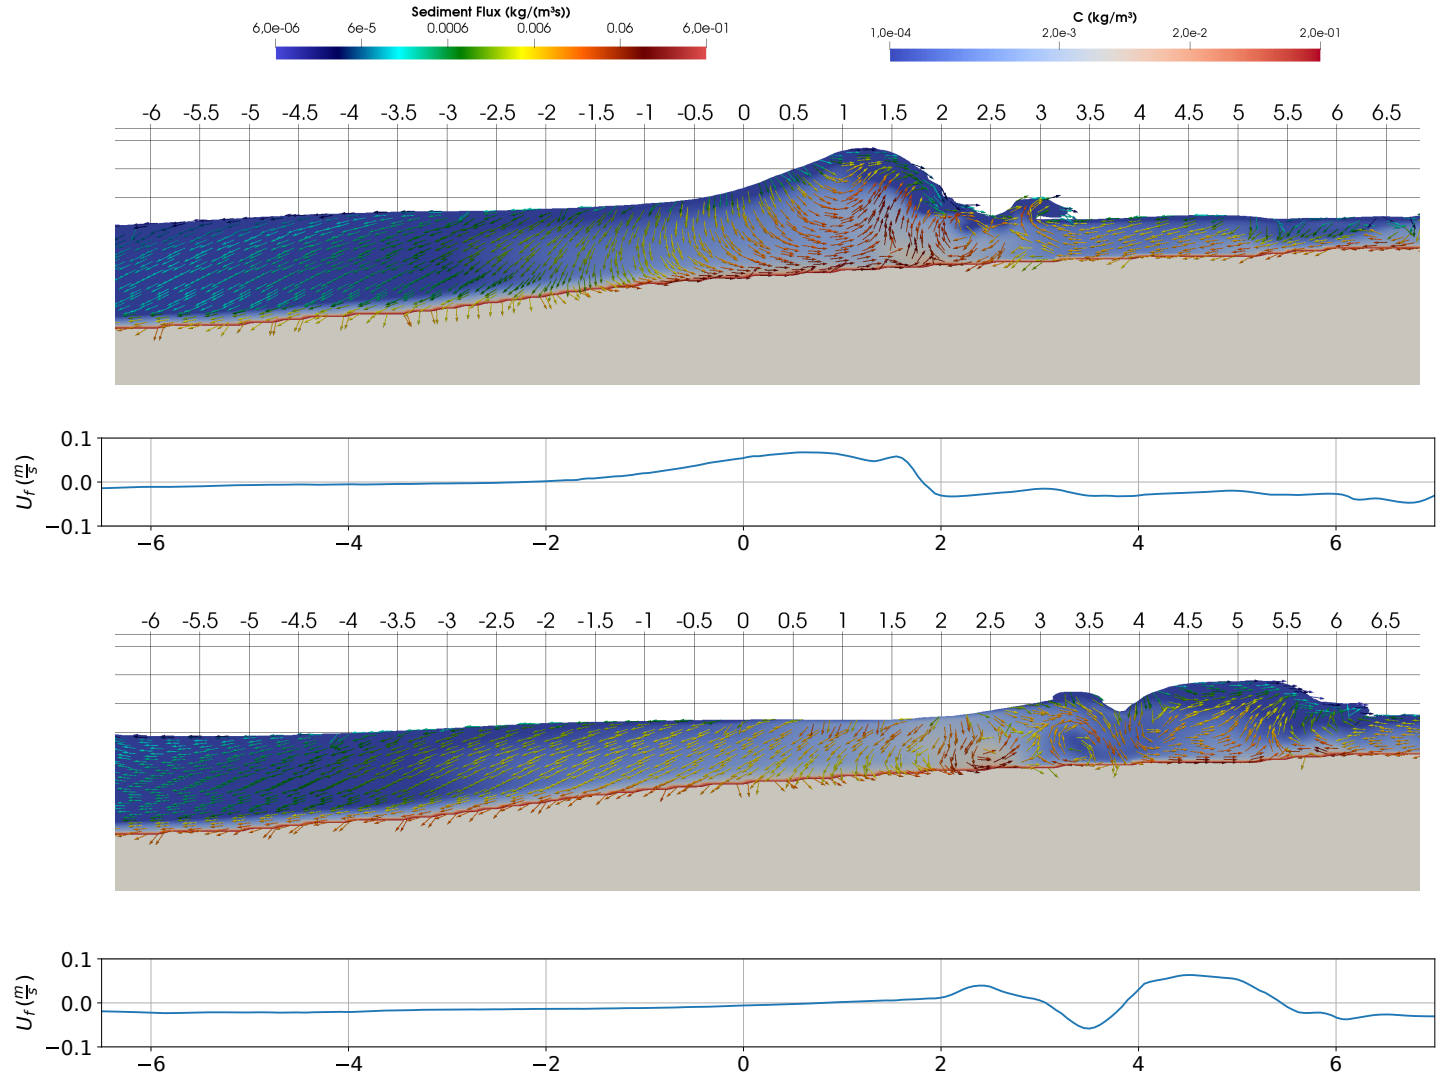 Sediment Flux (kg/(m³s)) C (kg/m³)
6,0e-06 6e-5 0.0006 0.006 0.06 6,0e-01 1,0e-04 2,0e-3 2,0e-2 2,0e-01
-6 -5.5 -5 -4.5 -4 -3.5 -3 -2.5 -2 -1.5 -1 -0.5 0 0.5 1 1.5 2 2.5 3 3.5 4 4.5 5 5.5 6 6.5
0.1
0.0
−0.1
U_f (m/s)
−6 −4 −2 0 2 4 6
-6 -5.5 -5 -4.5 -4 -3.5 -3 -2.5 -2 -1.5 -1 -0.5 0 0.5 1 1.5 2 2.5 3 3.5 4 4.5 5 5.5 6 6.5
0.1
0.0
−0.1
U_f (m/s)
−6 −4 −2 0 2 4 6